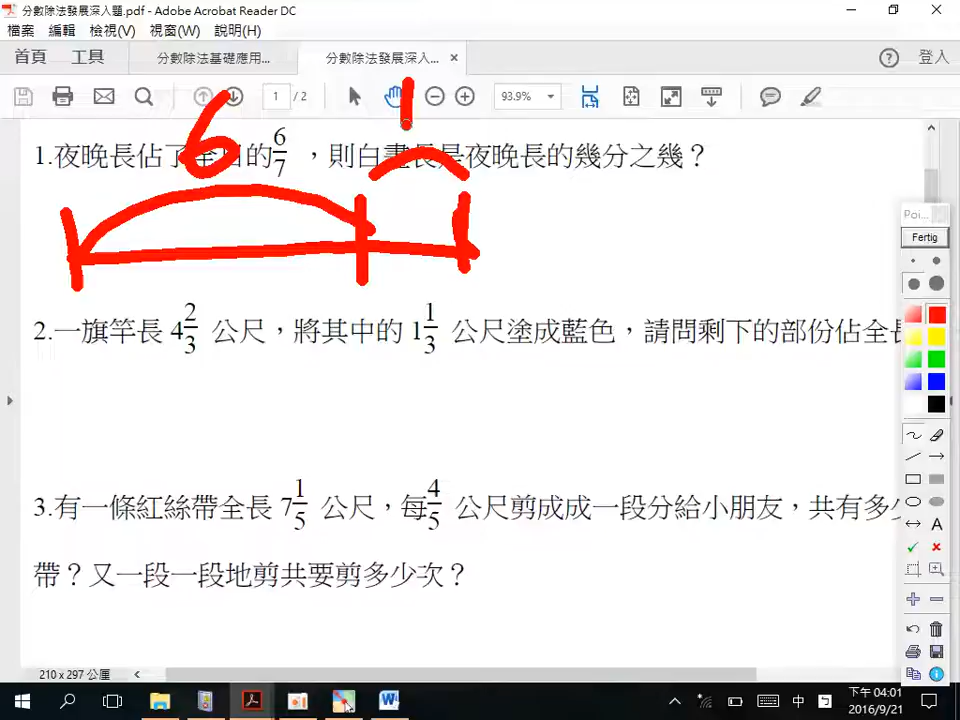 分數除法發展深入題.pdf - Adobe Acrobat Reader DC
檔案 編輯 檢視(V) 視窗(W) 說明(H)
首頁 工具 分數除法基礎應用... 分數除法發展深入... × 登入
1 / 2 93.9%
6 1
1.夜晚長佔了全日的6/7，則白晝長是夜晚長的幾分之幾？
Poi...
Fertig
2.一旗竿長 4 2/3 公尺，將其中的 1 1/3 公尺塗成藍色，請問剩下的部份佔全長
3.有一條紅絲帶全長 7 1/5 公尺，每4/5 公尺剪成成一段分給小朋友，共有多少
帶？又一段一段地剪共要剪多少次？
A
210 x 297 公厘
中 下午 04:01
2016/9/21